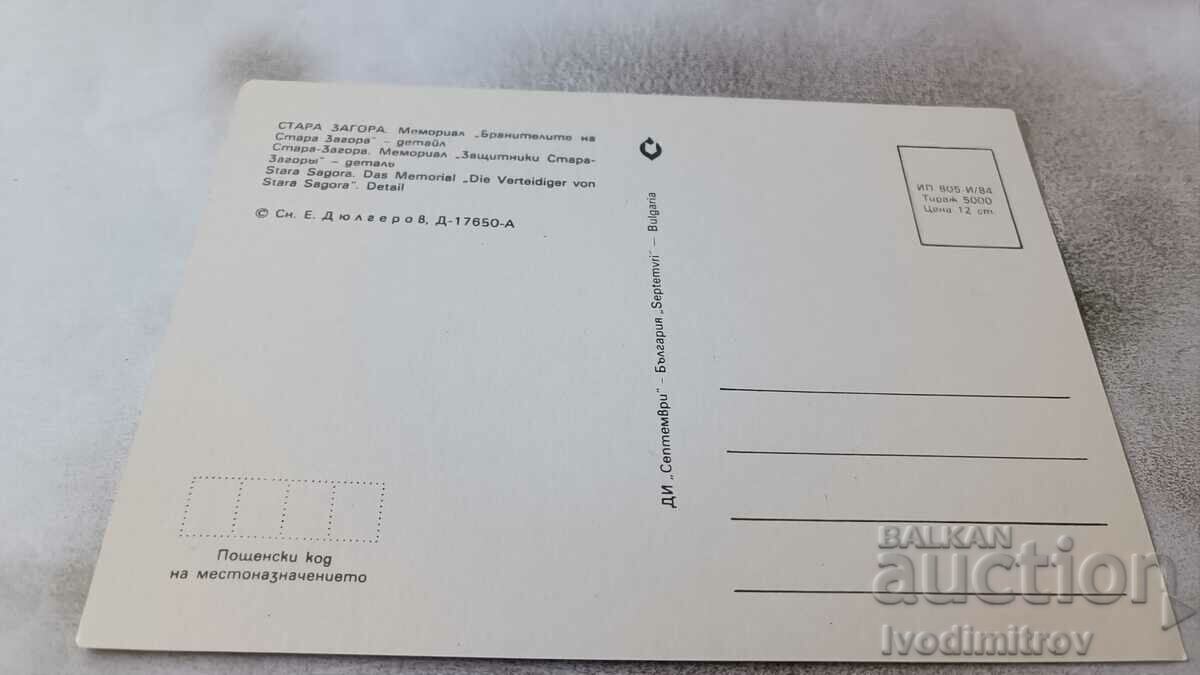 СТАРА ЗАГОРА. Мемориал „Бранителите на
Стара Загора" – детайл
Стара-Загора. Мемориал „Защитники Стара-
Загоры" – деталь
Stara Sagora. Das Memorial „Die Verteidiger von
Stara Sagora". Detail
© Сн. Е. Дюлгеров, Д-17650-А
ДИ „Септември" – България „Septemvri" – Bulgaria
ИП 805-И/84
Тираж 5000
Цена 12 ст.
Пощенски код
на местоназначението
BALKAN
auction
Ivodimitrov